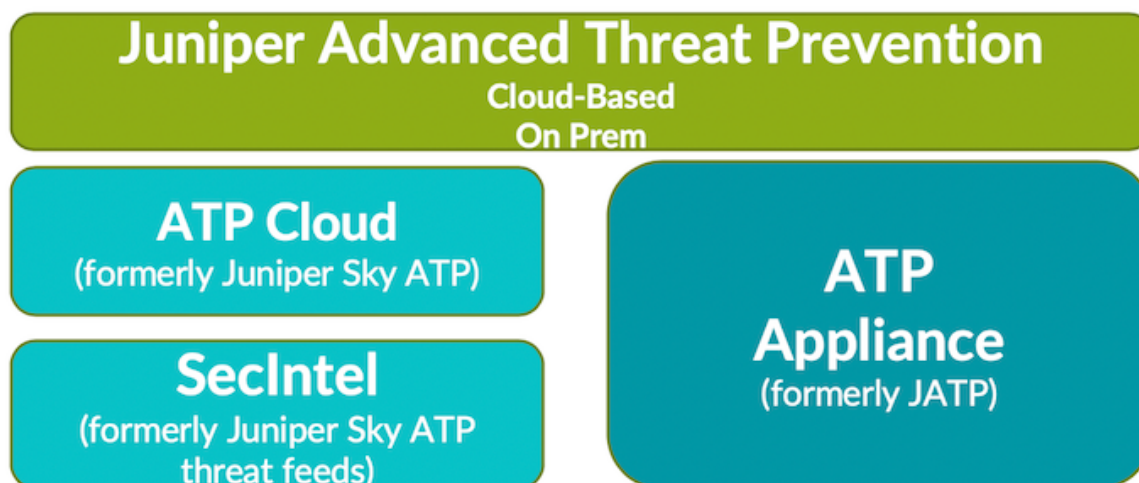 Juniper Advanced Threat Prevention
Cloud-Based
On Prem
ATP Cloud
(formerly Juniper Sky ATP)
SecIntel
(formerly Juniper Sky ATP
threat feeds)
ATP
Appliance
(formerly JATP)